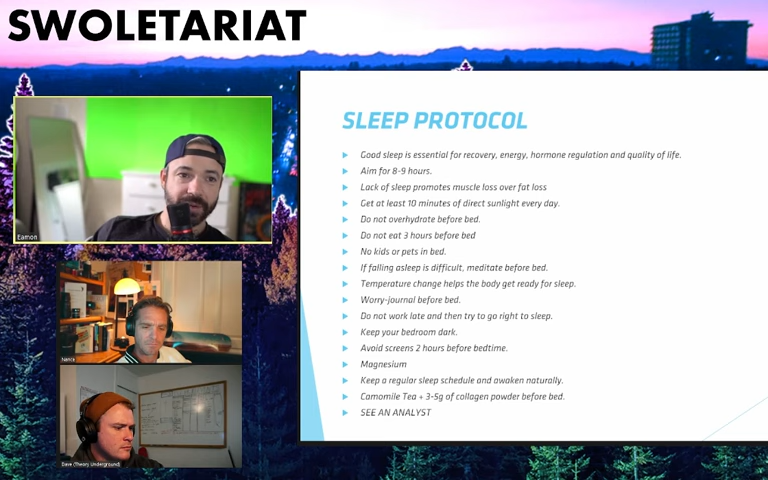 SWOLETARIAT
SLEEP PROTOCOL
Good sleep is essential for recovery, energy, hormone regulation and quality of life.
Aim for 8-9 hours.
Lack of sleep promotes muscle loss over fat loss
Get at least 10 minutes of direct sunlight every day.
Do not overhydrate before bed.
Do not eat 3 hours before bed
No kids or pets in bed.
If falling asleep is difficult, meditate before bed.
Temperature change helps the body get ready for sleep.
Worry-journal before bed.
Do not work late and then try to go right to sleep.
Keep your bedroom dark.
Avoid screens 2 hours before bedtime.
Magnesium
Keep a regular sleep schedule and awaken naturally.
Camomile Tea + 3-5g of collagen powder before bed.
SEE AN ANALYST
Eamon
Dave (Theory Underground)